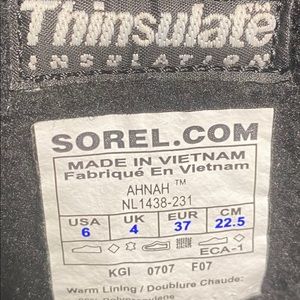 Thinsulate™
INSULATION
SOREL.COM
MADE IN VIETNAM
Fabriqué En Vietnam
AHNAH™
NL1438-231
USA UK EUR CM
6 4 37 22.5
ECA-1
KGI 0707 F07
Warm Lining / Doublure Chaude: